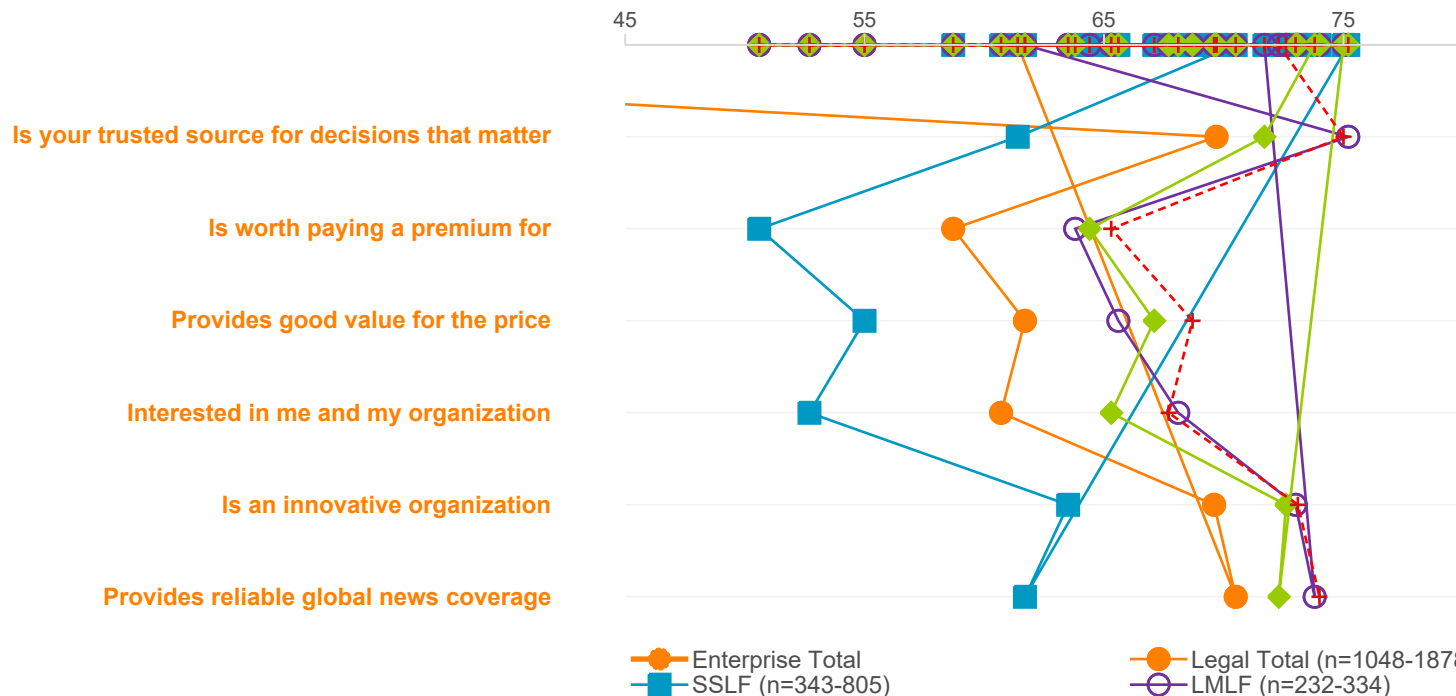 45 55 65 75
Is your trusted source for decisions that matter
Is worth paying a premium for
Provides good value for the price
Interested in me and my organization
Is an innovative organization
Provides reliable global news coverage
Enterprise Total Legal Total (n=1048-1878
SSLF (n=343-805) LMLF (n=232-334)